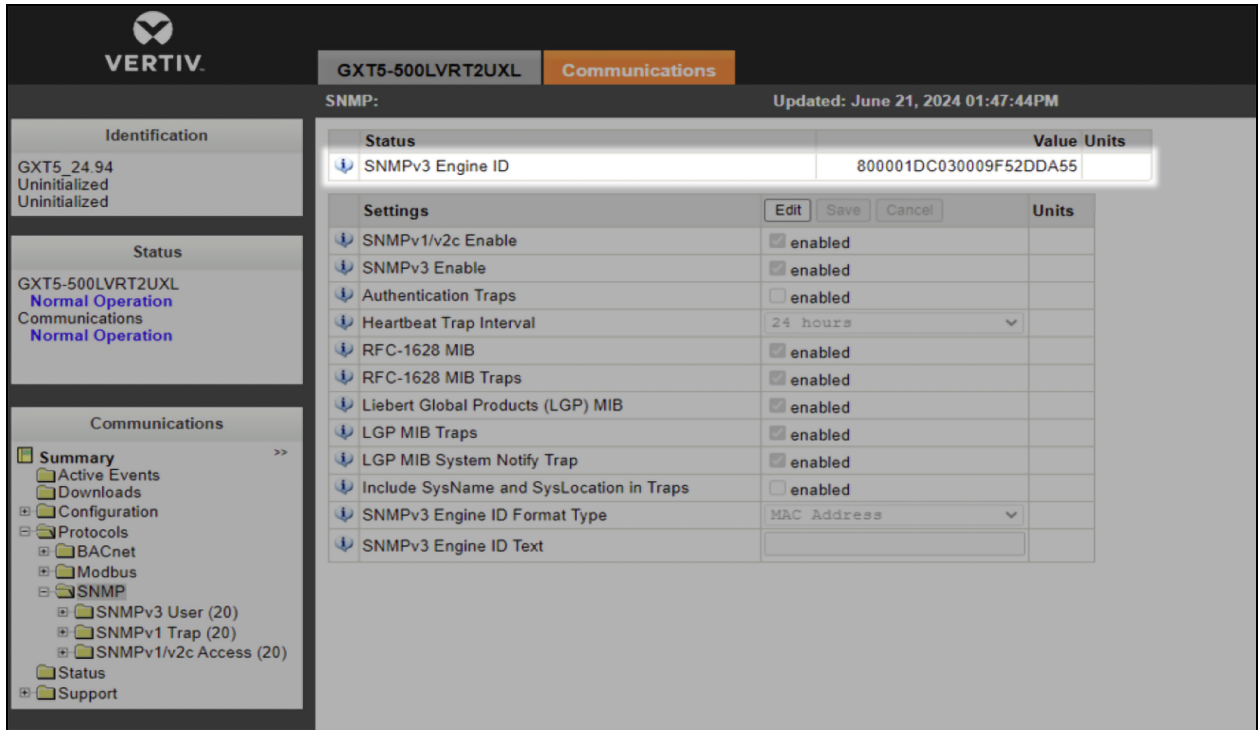 VERTIV.
GXT5-500LVRT2UXL Communications
SNMP: Updated: June 21, 2024 01:47:44PM
Identification
GXT5_24.94
Uninitialized
Uninitialized
Status
GXT5-500LVRT2UXL
Normal Operation
Communications
Normal Operation
Communications
Summary >>
Active Events
Downloads
Configuration
Protocols
BACnet
Modbus
SNMP
SNMPv3 User (20)
SNMPv1 Trap (20)
SNMPv1/v2c Access (20)
Status
Support
Status Value Units
SNMPv3 Engine ID 800001DC030009F52DDA55
Settings Edit Save Cancel Units
SNMPv1/v2c Enable enabled
SNMPv3 Enable enabled
Authentication Traps enabled
Heartbeat Trap Interval 24 hours
RFC-1628 MIB enabled
RFC-1628 MIB Traps enabled
Liebert Global Products (LGP) MIB enabled
LGP MIB Traps enabled
LGP MIB System Notify Trap enabled
Include SysName and SysLocation in Traps enabled
SNMPv3 Engine ID Format Type MAC Address
SNMPv3 Engine ID Text